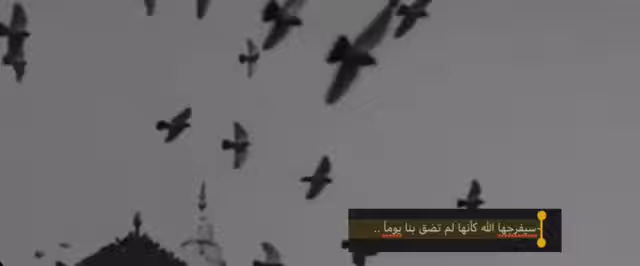 سيفرجها الله كأنها لم تضق بنا يوماً ..